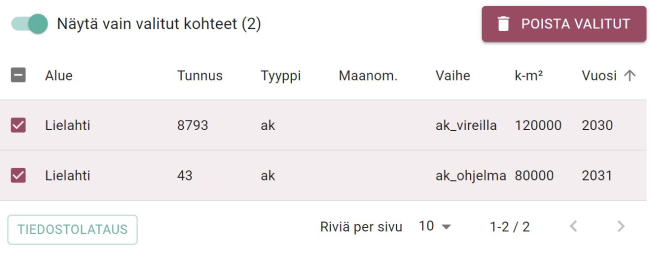 Näytä vain valitut kohteet (2) POISTA VALITUT
Alue Tunnus Tyyppi Maanom. Vaihe k-m² Vuosi
Lielahti 8793 ak ak_vireilla 120000 2030
Lielahti 43 ak ak_ohjelma 80000 2031
TIEDOSTOLATAUS Riviä per sivu 10 1-2 / 2